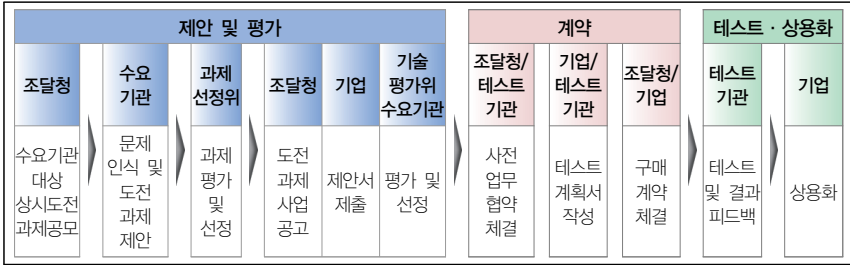 제안 및 평가
조달청
수요기관
대상
상시도전
과제공모
수요
기관
문제
인식 및
도전
과제
제안
과제
선정위
과제
평가
및
선정
조달청
도전
과제
사업
공고
기업
제안서
제출
기술
평가위
수요기관
평가 및
선정
계약
조달청/
테스트
기관
사전
업무
협약
체결
기업/
테스트
기관
테스트
계획서
작성
조달청/
기업
구매
계약
체결
테스트 · 상용화
테스트
기관
테스트
및 결과
피드백
기업
상용화